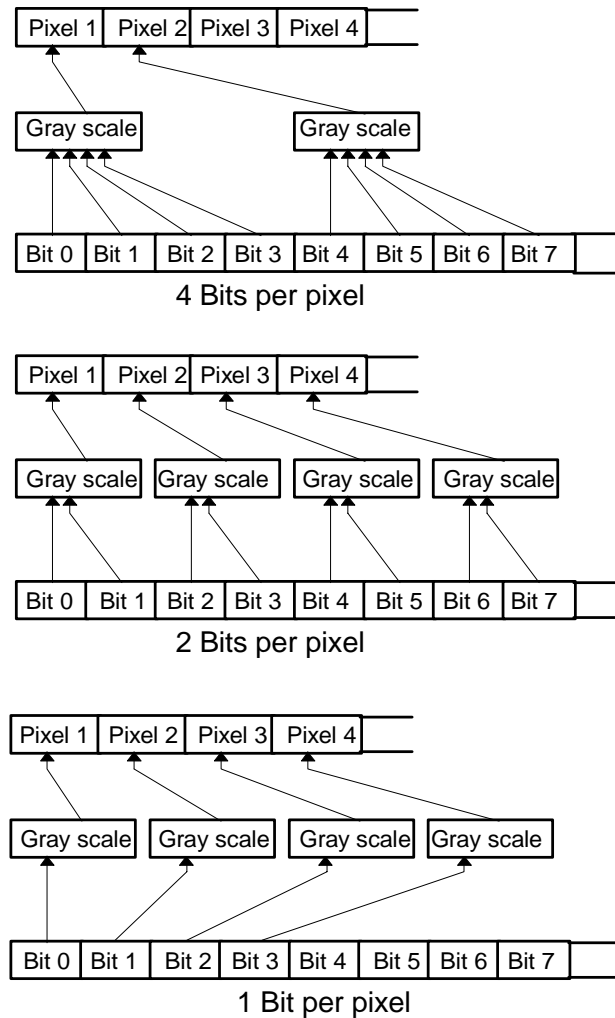 Pixel 1 Pixel 2 Pixel 3 Pixel 4
Gray scale Gray scale
Bit 0 Bit 1 Bit 2 Bit 3 Bit 4 Bit 5 Bit 6 Bit 7
4 Bits per pixel
Pixel 1 Pixel 2 Pixel 3 Pixel 4
Gray scale Gray scale Gray scale Gray scale
Bit 0 Bit 1 Bit 2 Bit 3 Bit 4 Bit 5 Bit 6 Bit 7
2 Bits per pixel
Pixel 1 Pixel 2 Pixel 3 Pixel 4
Gray scale Gray scale Gray scale Gray scale
Bit 0 Bit 1 Bit 2 Bit 3 Bit 4 Bit 5 Bit 6 Bit 7
1 Bit per pixel